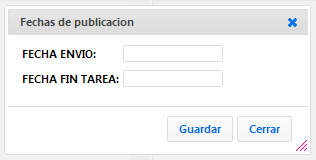 Fechas de publicacion
FECHA ENVIO:
FECHA FIN TAREA:
Guardar Cerrar